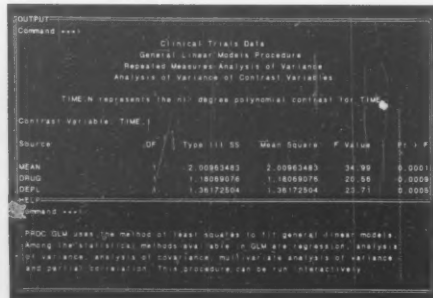 OUTPUT
Command ===>
Clinical Trials Data
General Linear Models Procedure
Repeated Measures Analysis of Variance
Analysis of Variance of Contrast Variables
TIME.N represents the nth degree polynomial contrast for TIME
Contrast Variable: TIME.1
Source DF Type III SS Mean Square F Value Pr > F
MEAN 1 2.00963483 2.00963483 34.99 0.0001
DRUG 1.18069076 1.18069076 20.56 0.0009
DEPL 1.36172504 1.36172504 23.71 0.0005
HELP
Command ===>
PROC GLM uses the method of least squares to fit general linear models.
Among the statistical methods available in GLM are regression, analysis
of variance, analysis of covariance, multivariate analysis of variance
and partial correlation. This procedure can be run interactively.